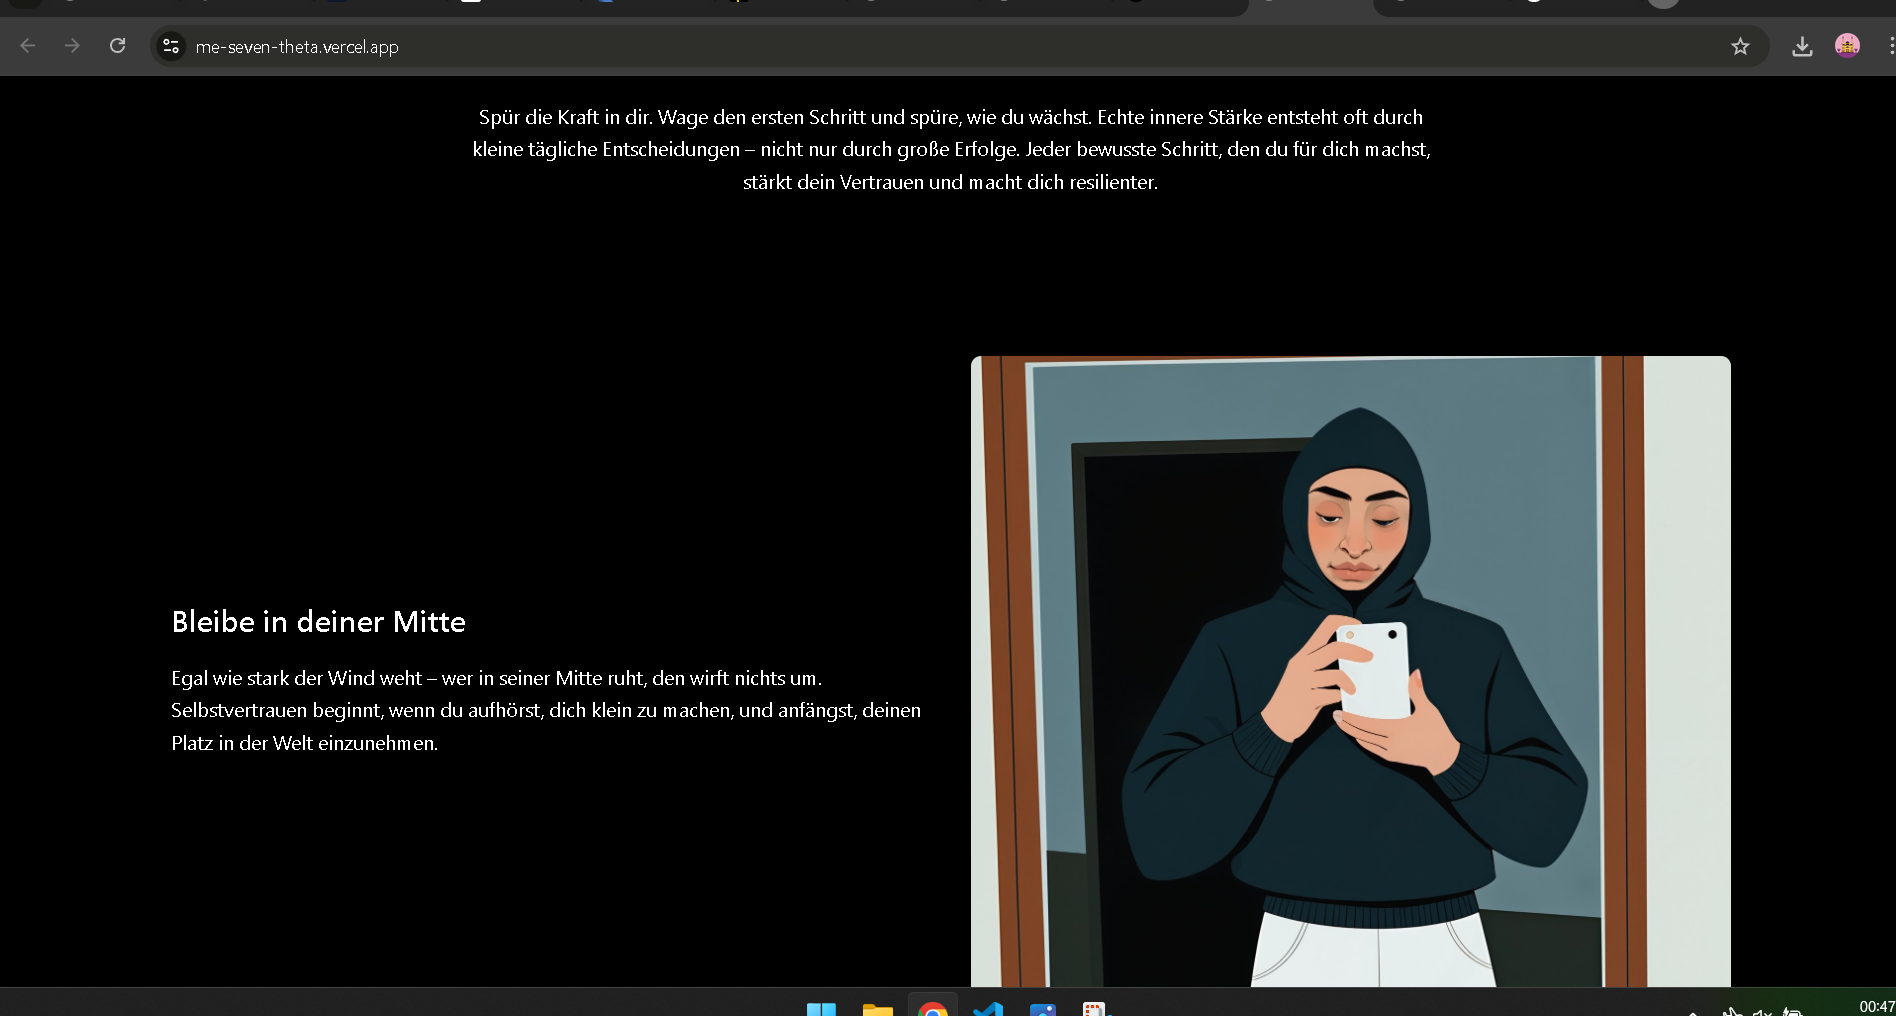 me-seven-theta.vercel.app
Spür die Kraft in dir. Wage den ersten Schritt und spüre, wie du wächst. Echte innere Stärke entsteht oft durch
kleine tägliche Entscheidungen – nicht nur durch große Erfolge. Jeder bewusste Schritt, den du für dich machst,
stärkt dein Vertrauen und macht dich resilienter.
Bleibe in deiner Mitte
Egal wie stark der Wind weht – wer in seiner Mitte ruht, den wirft nichts um.
Selbstvertrauen beginnt, wenn du aufhörst, dich klein zu machen, und anfängst, deinen
Platz in der Welt einzunehmen.
00:47